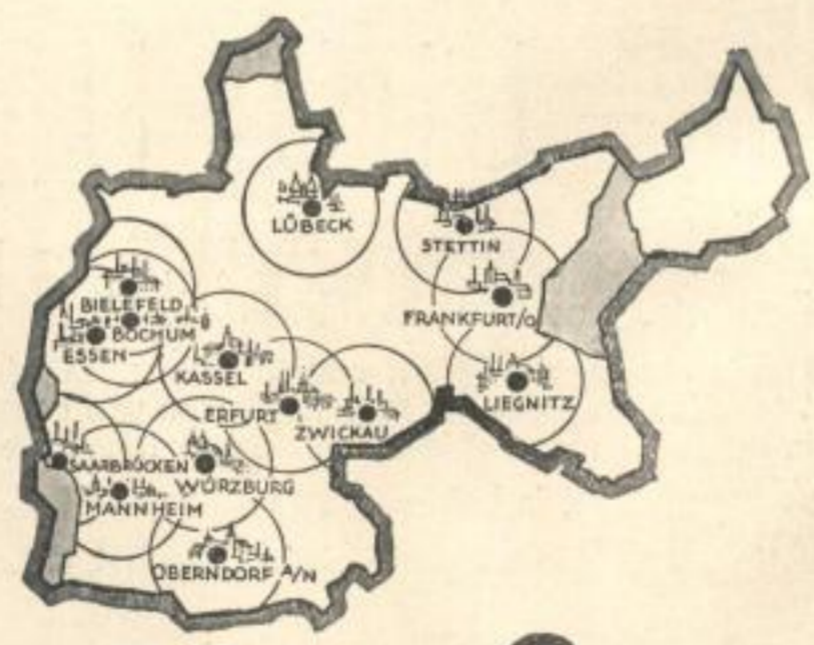 LÜBECK
STETTIN
BIELEFELD
FRANKFURT/O
BOCHUM
ESSEN
KASSEL
LIEGNITZ
ERFURT
ZWICKAU
SAARBRÜCKEN
WÜRZBURG
MANNHEIM
OBERNDORF A/N